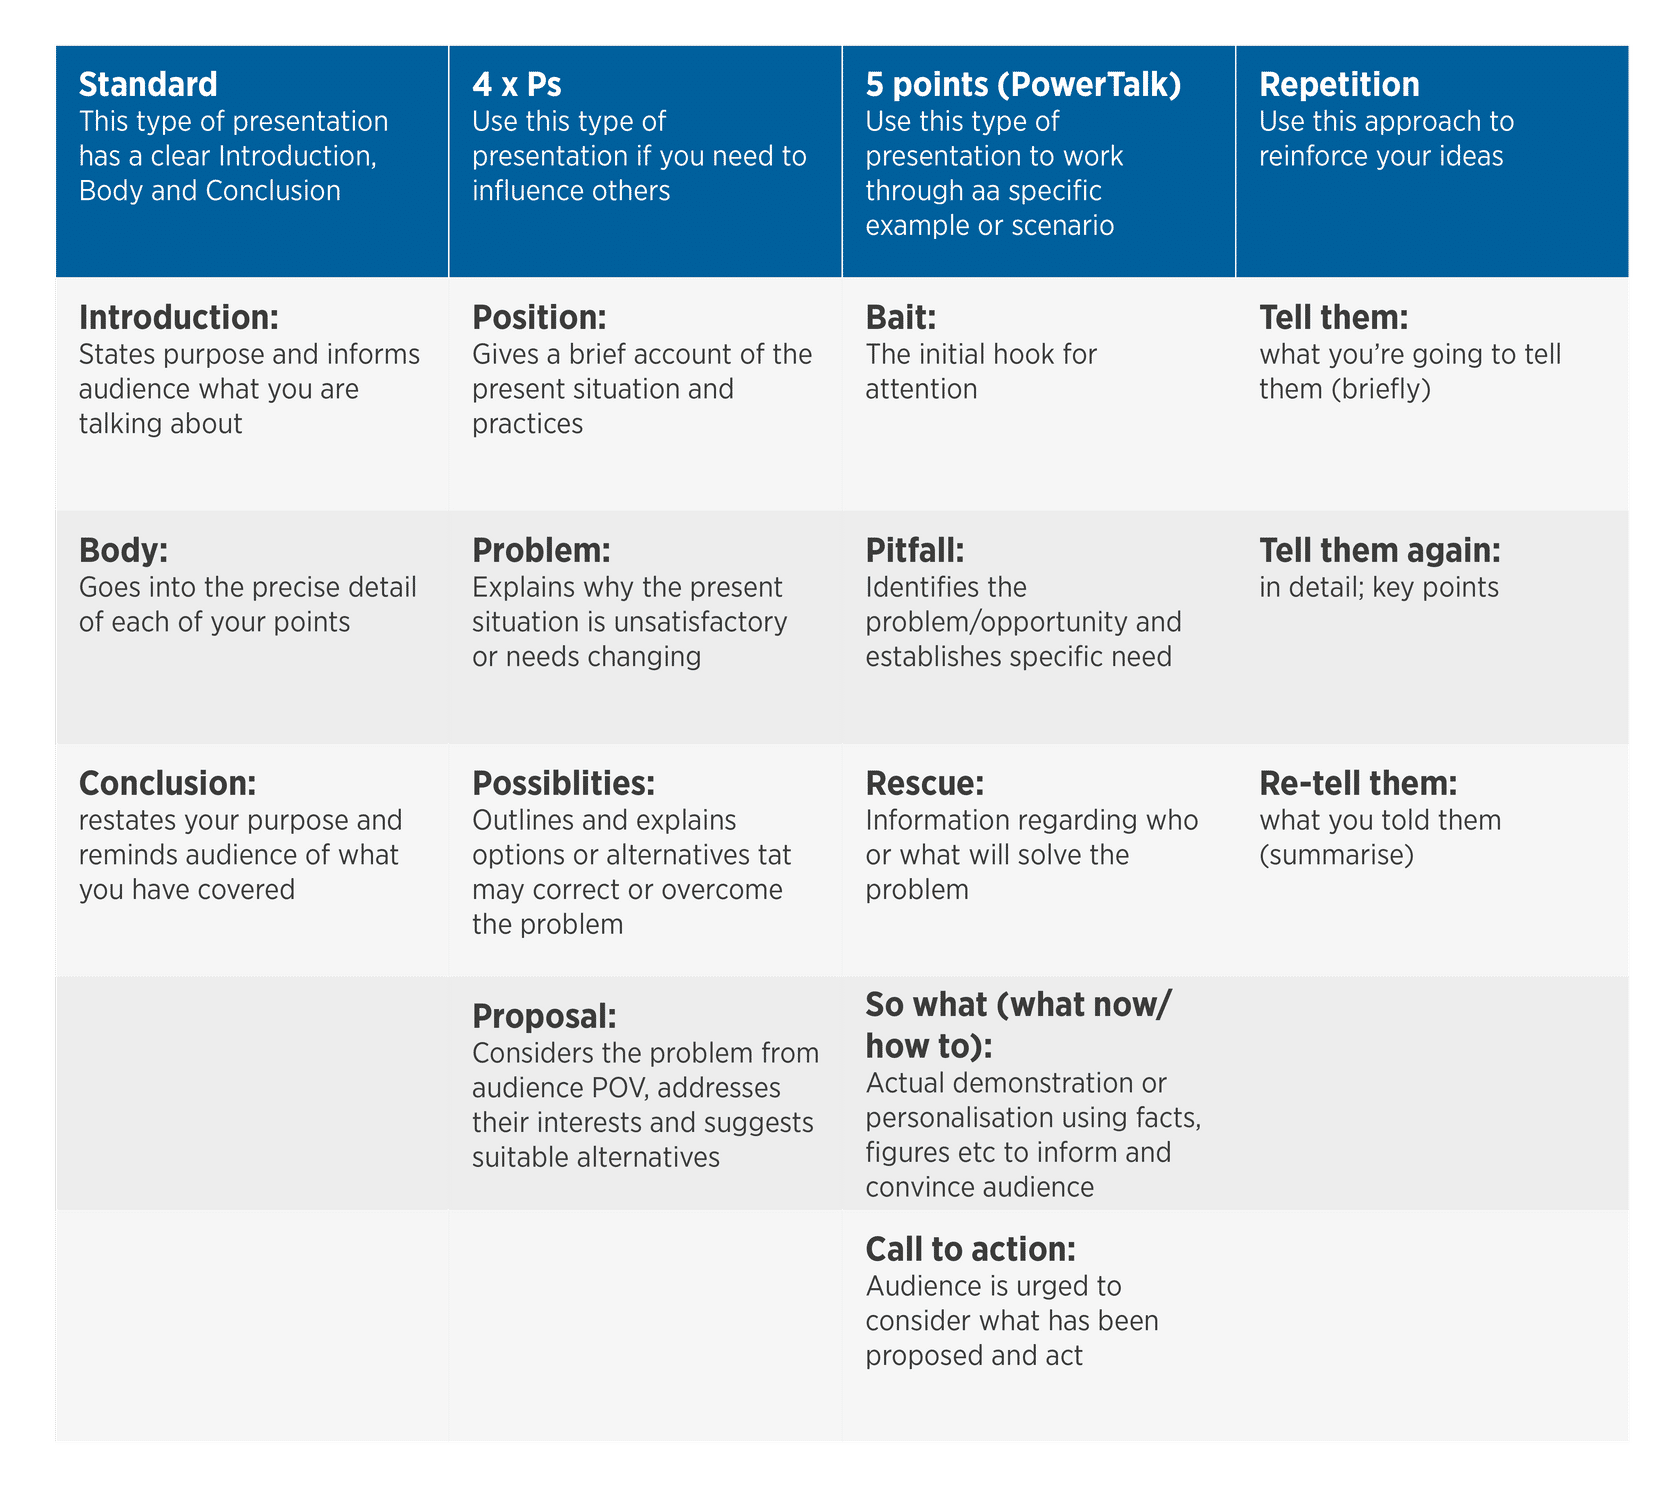 Standard
This type of presentation
has a clear Introduction,
Body and Conclusion
4 x Ps
Use this type of
presentation if you need to
influence others
5 points (PowerTalk)
Use this type of
presentation to work
through aa specific
example or scenario
Repetition
Use this approach to
reinforce your ideas
Introduction:
States purpose and informs
audience what you are
talking about
Position:
Gives a brief account of the
present situation and
practices
Bait:
The initial hook for
attention
Tell them:
what you’re going to tell
them (briefly)
Body:
Goes into the precise detail
of each of your points
Problem:
Explains why the present
situation is unsatisfactory
or needs changing
Pitfall:
Identifies the
problem/opportunity and
establishes specific need
Tell them again:
in detail; key points
Conclusion:
restates your purpose and
reminds audience of what
you have covered
Possiblities:
Outlines and explains
options or alternatives tat
may correct or overcome
the problem
Rescue:
Information regarding who
or what will solve the
problem
Re-tell them:
what you told them
(summarise)
Proposal:
Considers the problem from
audience POV, addresses
their interests and suggests
suitable alternatives
So what (what now/
how to):
Actual demonstration or
personalisation using facts,
figures etc to inform and
convince audience
Call to action:
Audience is urged to
consider what has been
proposed and act